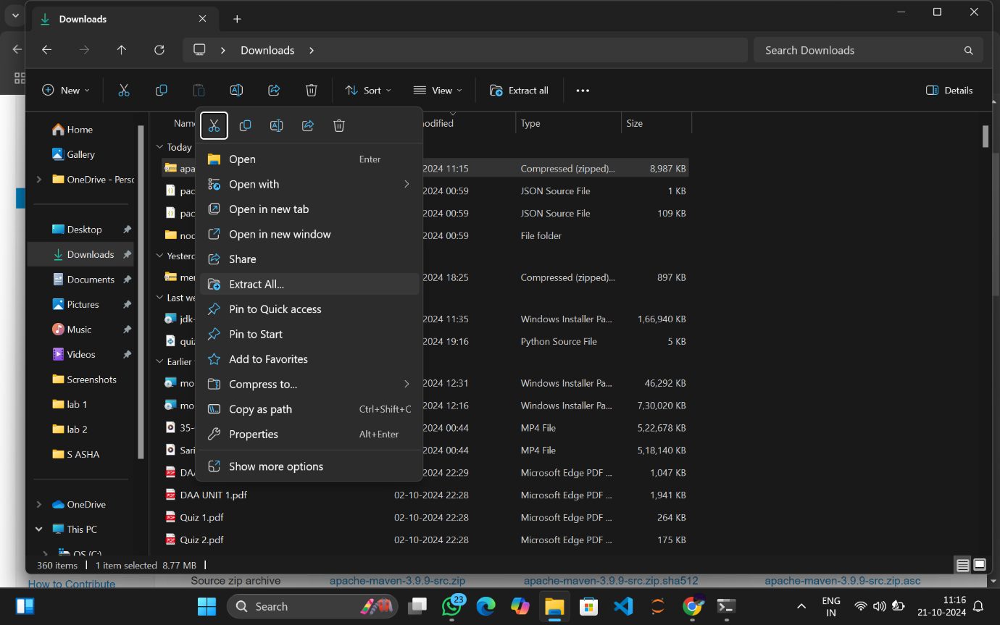 Downloads
Downloads
Search Downloads
New
Sort
View
Extract all
Details
Name
odified
Type
Size
Home
Gallery
OneDrive - Perso
Desktop
Downloads
Documents
Pictures
Music
Videos
Screenshots
lab 1
lab 2
S ASHA
OneDrive
This PC
OS (C:)
Today
apa 2024 11:15 Compressed (zipped)... 8,987 KB
pac 2024 00:59 JSON Source File 1 KB
pac 2024 00:59 JSON Source File 109 KB
noc 2024 00:59 File folder
Yesterd
mer 2024 18:25 Compressed (zipped)... 897 KB
Last we
jdk- 2024 11:35 Windows Installer Pa... 1,66,940 KB
quiz 2024 19:16 Python Source File 5 KB
Earlier
mo 2024 12:31 Windows Installer Pa... 46,292 KB
mo 2024 12:16 Windows Installer Pa... 7,30,020 KB
35- 2024 00:44 MP4 File 5,22,678 KB
Sari 2024 00:44 MP4 File 5,18,140 KB
DAA 2024 22:29 Microsoft Edge PDF ... 1,047 KB
DAA UNIT 1.pdf 02-10-2024 22:28 Microsoft Edge PDF ... 1,941 KB
Quiz 1.pdf 02-10-2024 22:28 Microsoft Edge PDF ... 264 KB
Quiz 2.pdf 02-10-2024 22:28 Microsoft Edge PDF ... 175 KB
Open Enter
Open with
Open in new tab
Open in new window
Share
Extract All...
Pin to Quick access
Pin to Start
Add to Favorites
Compress to...
Copy as path Ctrl+Shift+C
Properties Alt+Enter
Show more options
360 items 1 item selected 8.77 MB
How to Contribute
Source zip archive apache-maven-3.9.9-src.zip apache-maven-3.9.9-src.zip.sha512 apache-maven-3.9.9-src.zip.asc
Search
23
ENG
IN
11:16
21-10-2024